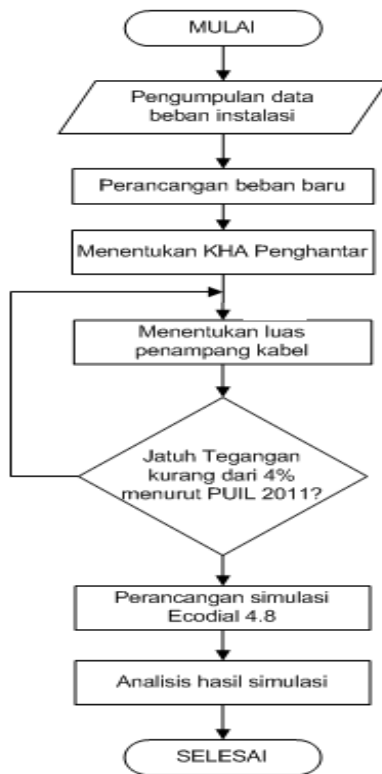 MULAI
Pengumpulan data
beban instalasi
Perancangan beban baru
Menentukan KHA Penghantar
Menentukan luas
penampang kabel
Jatuh Tegangan
kurang dari 4%
menurut PUIL 2011?
Perancangan simulasi
Ecodial 4.8
Analisis hasil simulasi
SELESAI